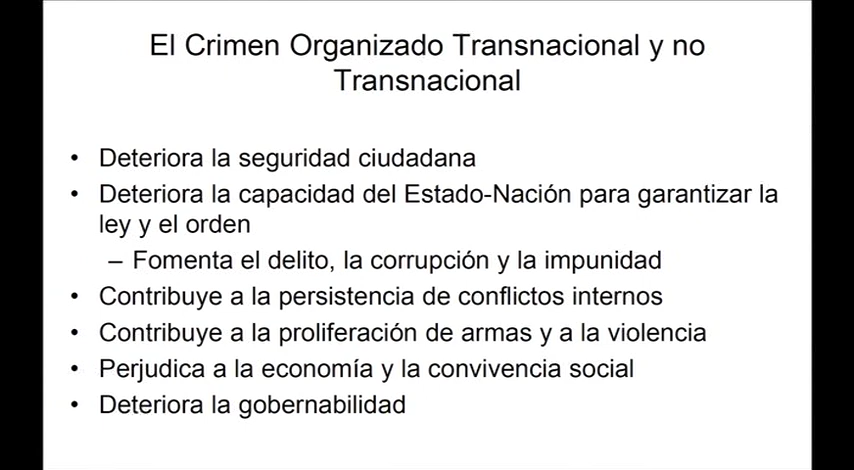 El Crimen Organizado Transnacional y no
Transnacional
• Deteriora la seguridad ciudadana
• Deteriora la capacidad del Estado-Nación para garantizar la
ley y el orden
– Fomenta el delito, la corrupción y la impunidad
• Contribuye a la persistencia de conflictos internos
• Contribuye a la proliferación de armas y a la violencia
• Perjudica a la economía y la convivencia social
• Deteriora la gobernabilidad